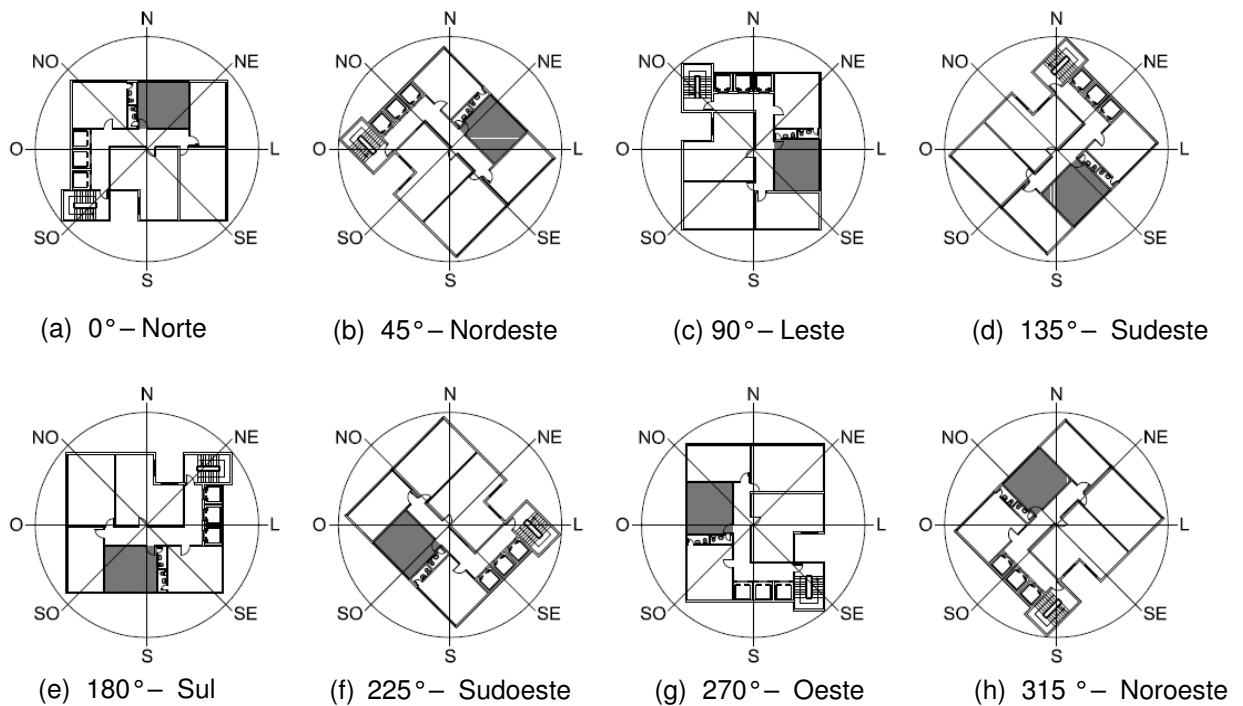 N N N N
NO NE NO NE NO NE NO NE
O L O L O L O L
SO SE SO SE SO SE SO SE
S S S S
(a) 0° – Norte (b) 45° – Nordeste (c) 90° – Leste (d) 135° – Sudeste
N N N N
NO NE NO NE NO NE NO NE
O L O L O L O L
SO SE SO SE SO SE SO SE
S S S S
(e) 180° – Sul (f) 225° – Sudoeste (g) 270° – Oeste (h) 315 ° – Noroeste